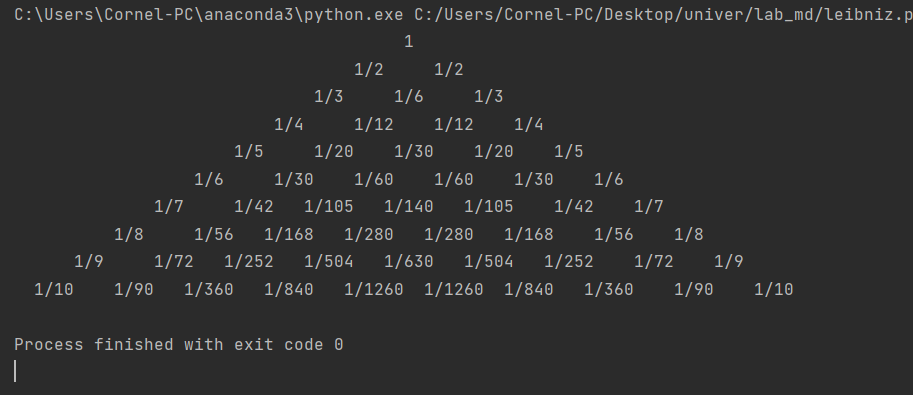 C:\Users\Cornel-PC\anaconda3\python.exe C:/Users/Cornel-PC/Desktop/univer/lab_md/leibniz.p
1
1/2 1/2
1/3 1/6 1/3
1/4 1/12 1/12 1/4
1/5 1/20 1/30 1/20 1/5
1/6 1/30 1/60 1/60 1/30 1/6
1/7 1/42 1/105 1/140 1/105 1/42 1/7
1/8 1/56 1/168 1/280 1/280 1/168 1/56 1/8
1/9 1/72 1/252 1/504 1/630 1/504 1/252 1/72 1/9
1/10 1/90 1/360 1/840 1/1260 1/1260 1/840 1/360 1/90 1/10
Process finished with exit code 0